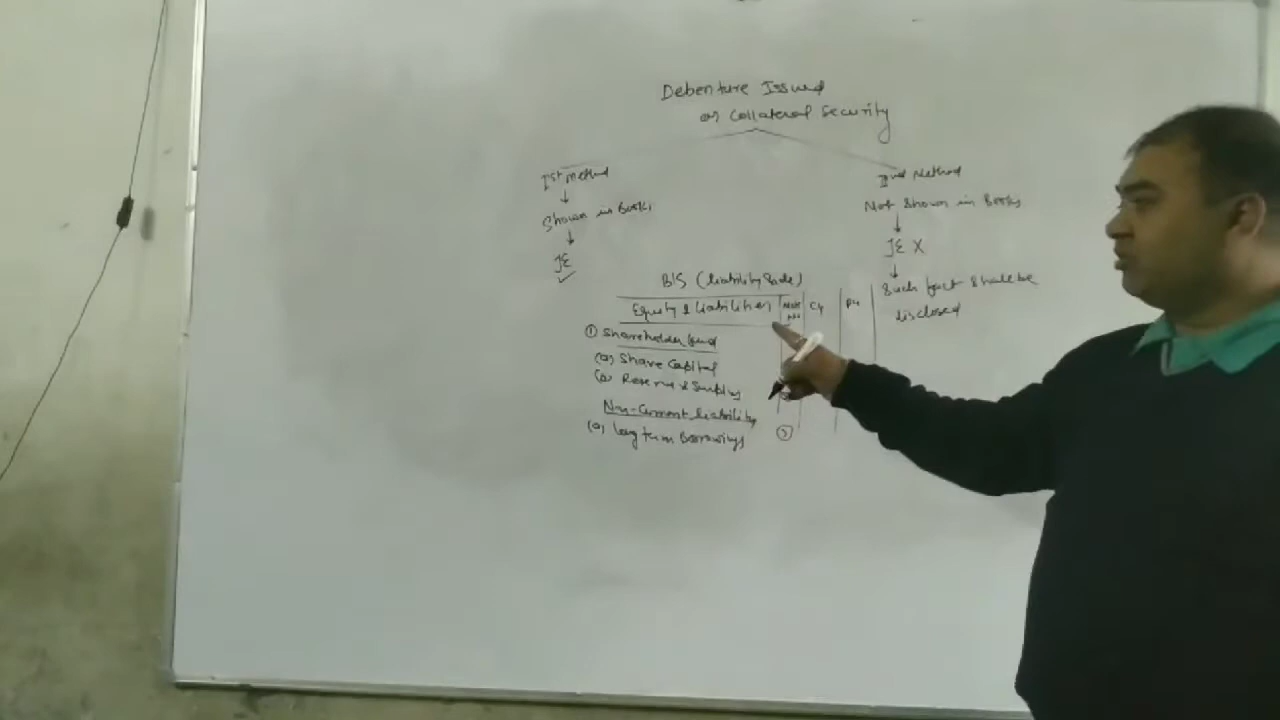 Debenture Issued
as Collateral Security
Ist Method
IInd Method
Shown in Books
Not Shown in Books
JE ✓
JE X
Such fact shall be
disclosed
B/S (Liability Side)
Equity & Liabilities Note No. CY PY
① Shareholder fund
(a) Share Capital
Reserve & Surplus
Non-Current Liability
(a) Long term Borrowings